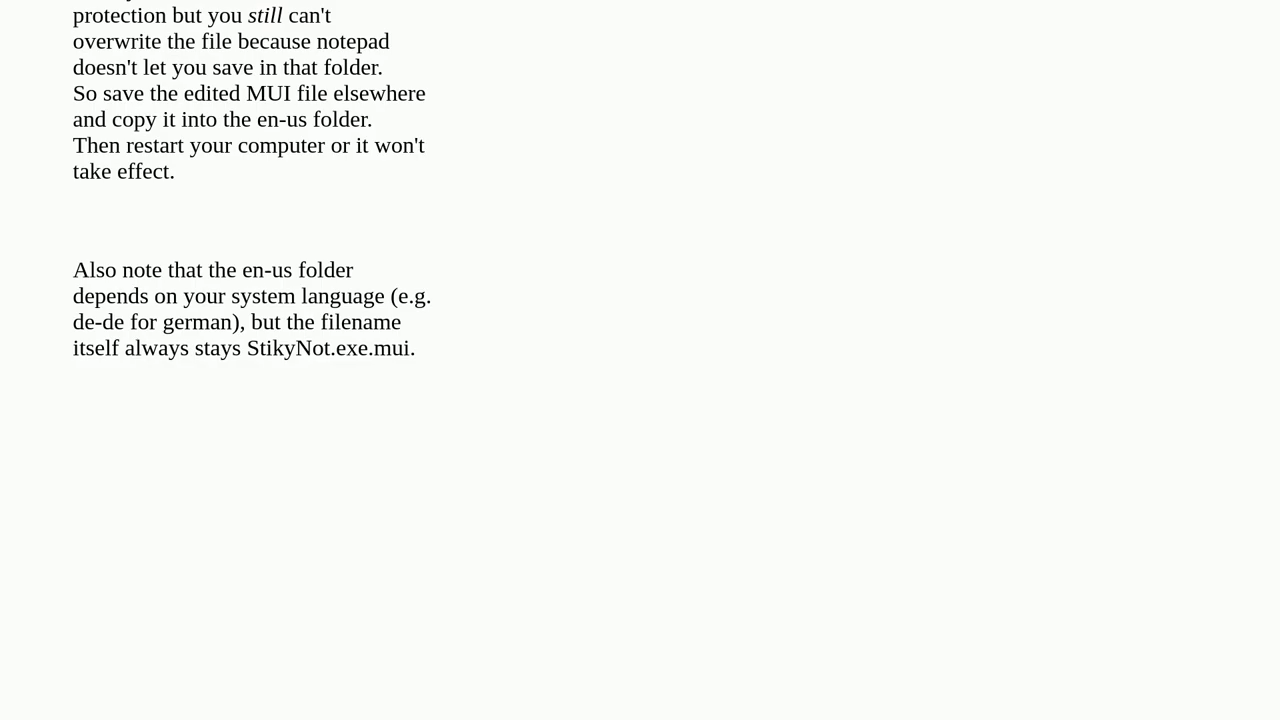 protection but you still can't
overwrite the file because notepad
doesn't let you save in that folder.
So save the edited MUI file elsewhere
and copy it into the en-us folder.
Then restart your computer or it won't
take effect.
Also note that the en-us folder
depends on your system language (e.g.
de-de for german), but the filename
itself always stays StikyNot.exe.mui.